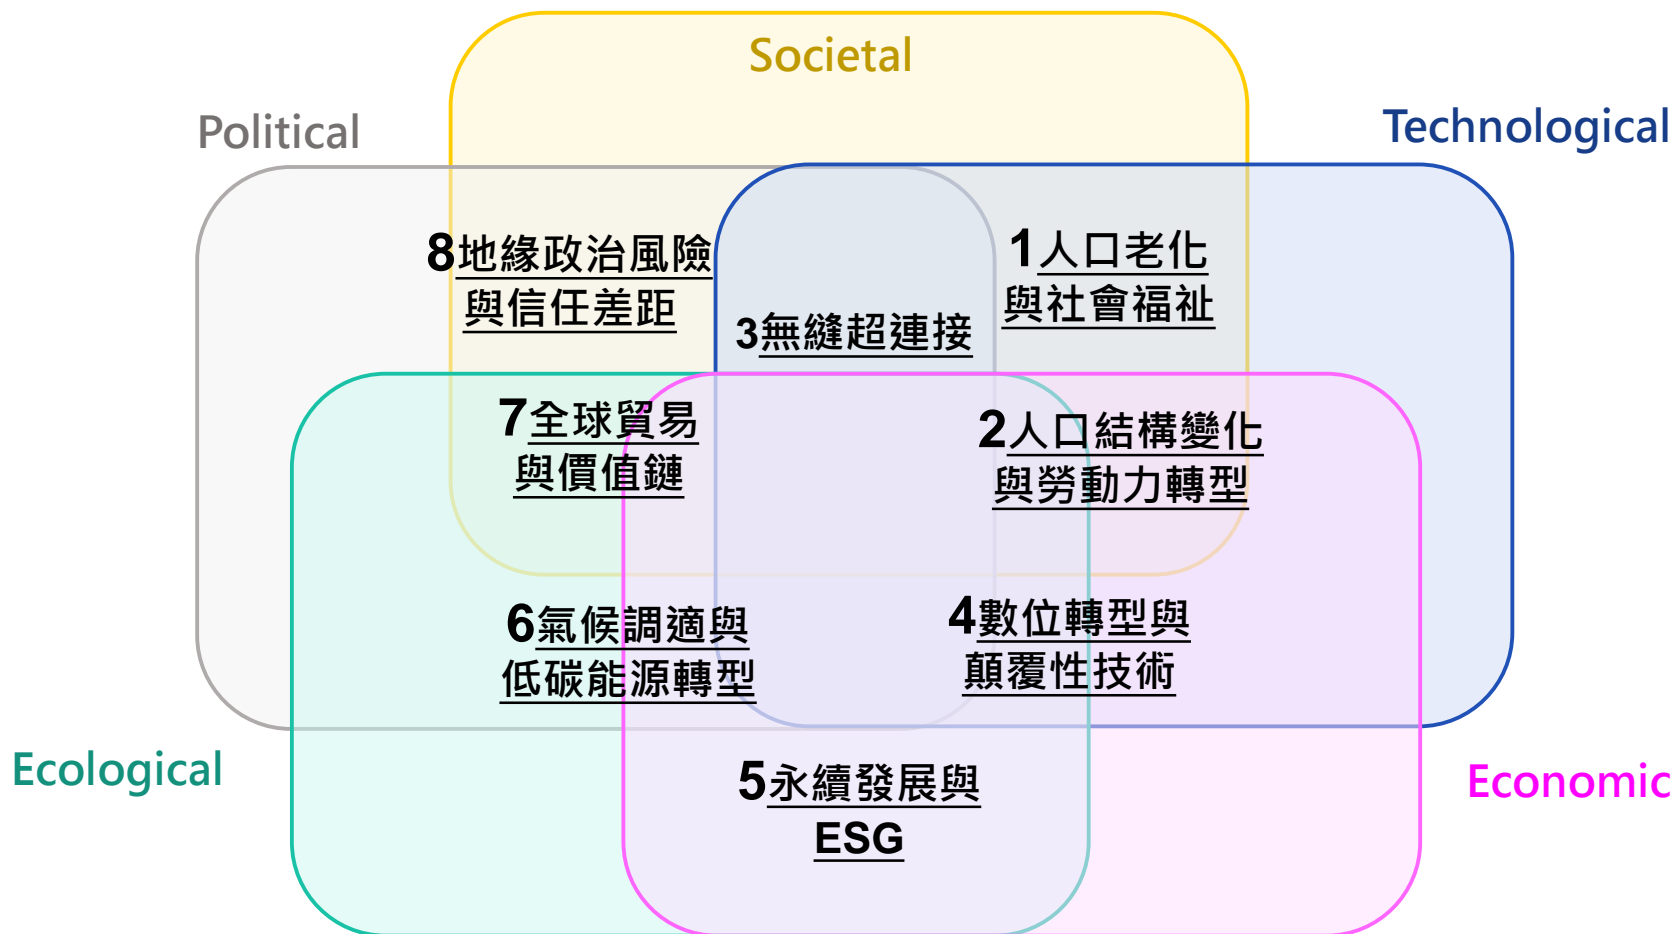 Societal
Political
Technological
8地緣政治風險
與信任差距
1人口老化
與社會福祉
3無縫超連接
7全球貿易
與價值鏈
2人口結構變化
與勞動力轉型
6氣候調適與
低碳能源轉型
4數位轉型與
顛覆性技術
Ecological
Economic
5永續發展與
ESG